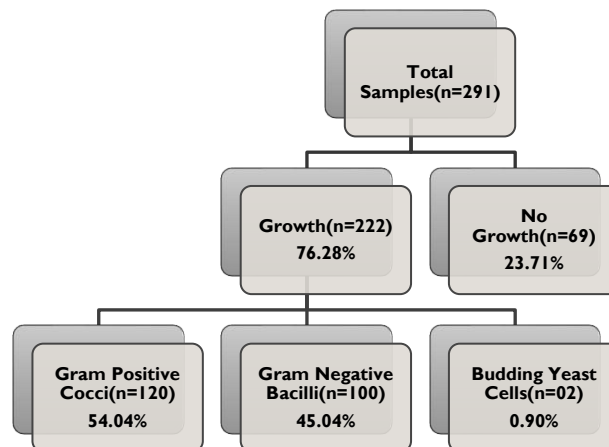 Total
Samples(n=291)
Growth(n=222)
76.28%
No
Growth(n=69)
23.71%
Gram Positive
Cocci(n=120)
54.04%
Gram Negative
Bacilli(n=100)
45.04%
Budding Yeast
Cells(n=02)
0.90%